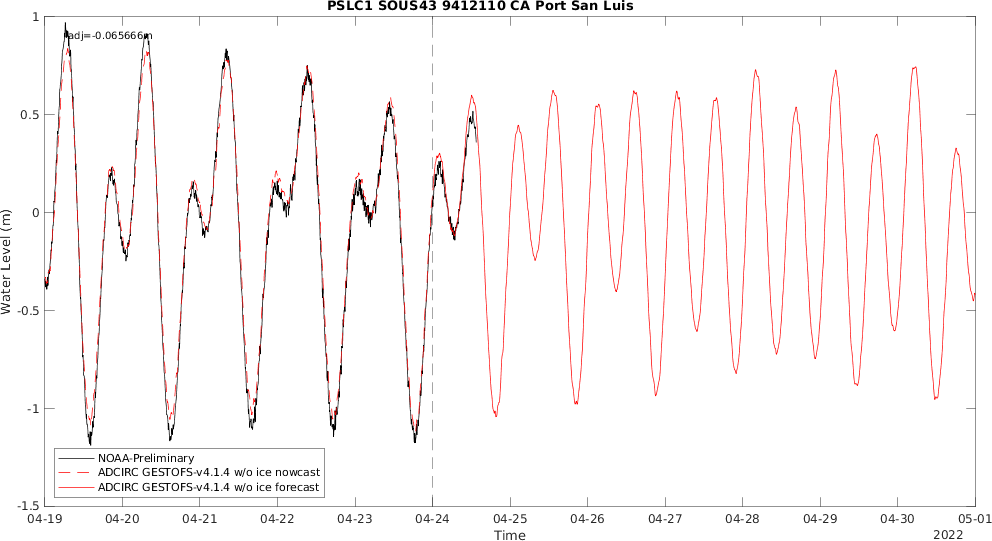 PSLC1 SOUS43 9412110 CA Port San Luis
adj=-0.065666m
1
0.5
0
-0.5
-1
-1.5
Water Level (m)
NOAA-Preliminary
ADCIRC GESTOFS-v4.1.4 w/o ice nowcast
ADCIRC GESTOFS-v4.1.4 w/o ice forecast
04-19 04-20 04-21 04-22 04-23 04-24 04-25 04-26 04-27 04-28 04-29 04-30 05-01
Time
2022